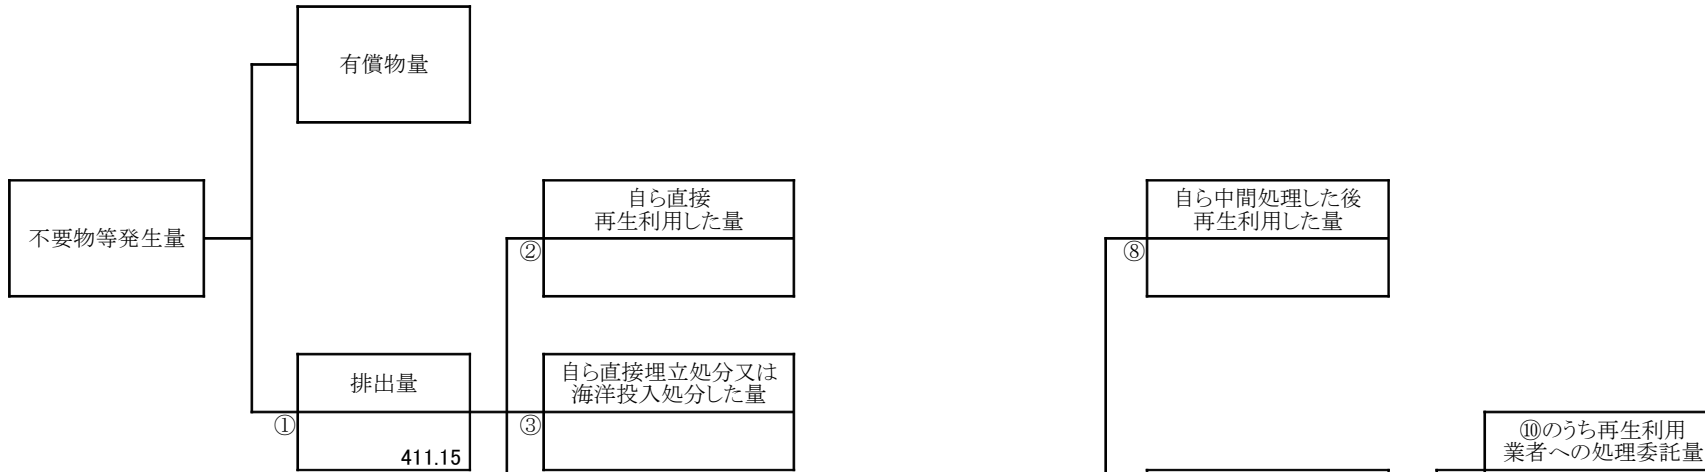 有償物量
不要物等発生量
自ら直接
再生利用した量
②
自ら中間処理した後
再生利用した量
⑧
排出量
①
411.15
自ら直接埋立処分又は
海洋投入処分した量
③
⑩のうち再生利用
業者への処理委託量